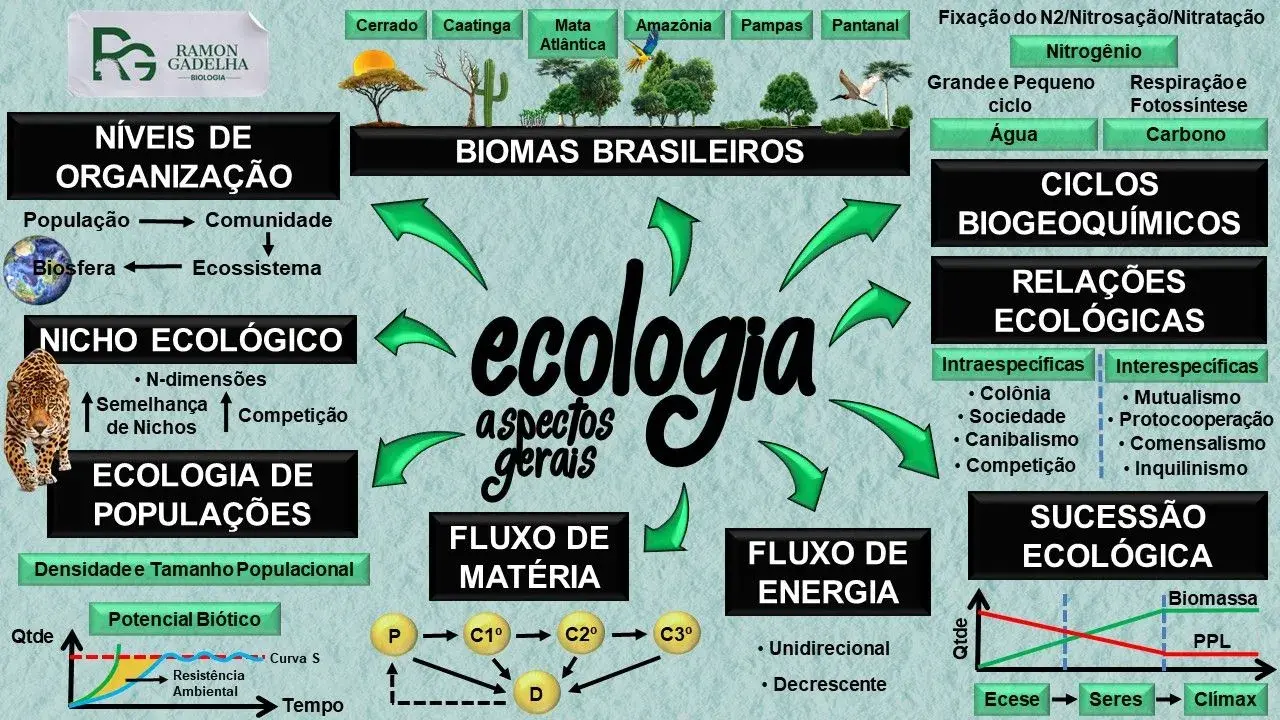 RG
RAMON
GADELHA
BIOLOGIA
Cerrado
Caatinga
Mata
Atlântica
Amazônia
Pampas
Pantanal
BIOMAS BRASILEIROS
Fixação do N2/Nitrosação/Nitratação
Nitrogênio
Grande e Pequeno
ciclo
Respiração e
Fotossíntese
Água
Carbono
CICLOS
BIOGEOQUÍMICOS
NÍVEIS DE
ORGANIZAÇÃO
População
Comunidade
Biosfera
Ecossistema
NICHO ECOLÓGICO
• N-dimensões
Semelhança
de Nichos
Competição
ECOLOGIA DE
POPULAÇÕES
Densidade e Tamanho Populacional
Potencial Biótico
Qtde
Curva S
Resistência
Ambiental
Tempo
ecologia
aspectos
gerais
RELAÇÕES
ECOLÓGICAS
Intraespecíficas
• Colônia
• Sociedade
• Canibalismo
• Competição
Interespecíficas
• Mutualismo
• Protocooperação
• Comensalismo
• Inquilinismo
FLUXO DE
MATÉRIA
P
C1º
C2º
C3º
D
FLUXO DE
ENERGIA
• Unidirecional
• Decrescente
SUCESSÃO
ECOLÓGICA
Qtde
Biomassa
PPL
Ecese
Seres
Clímax